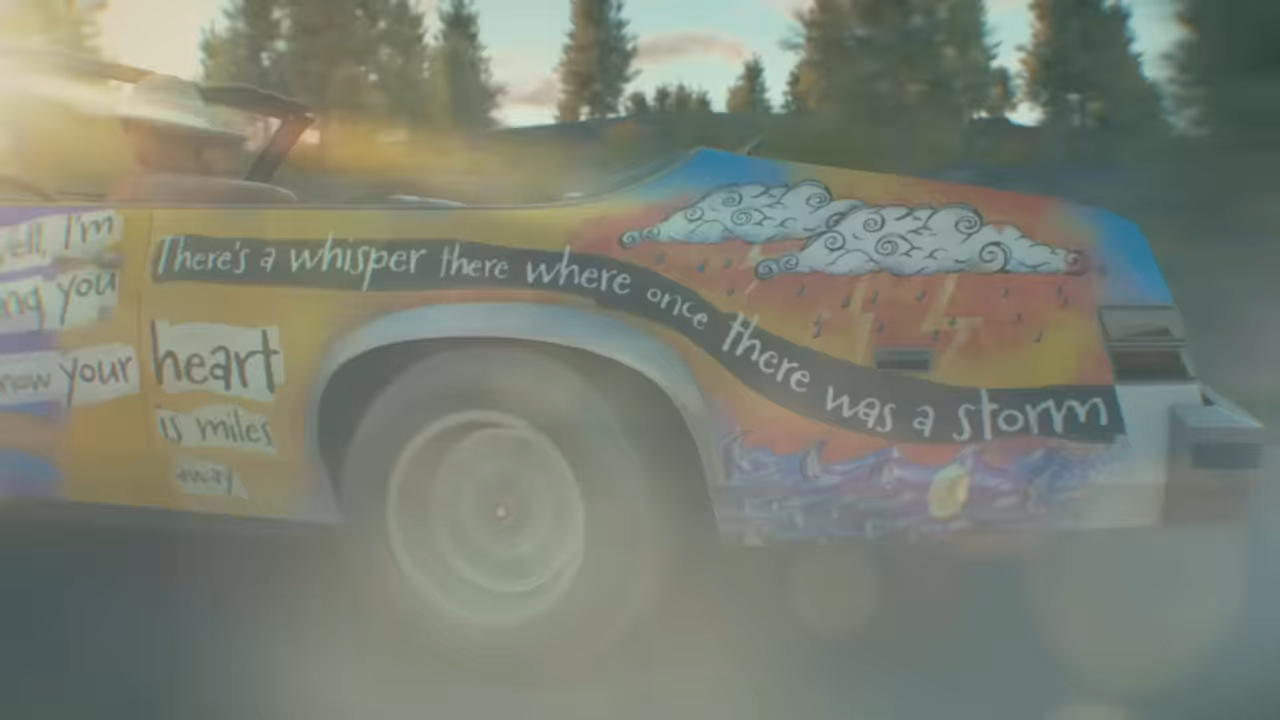 I'm
you
your
heart
is miles
away
There's a whisper there where once there was a storm